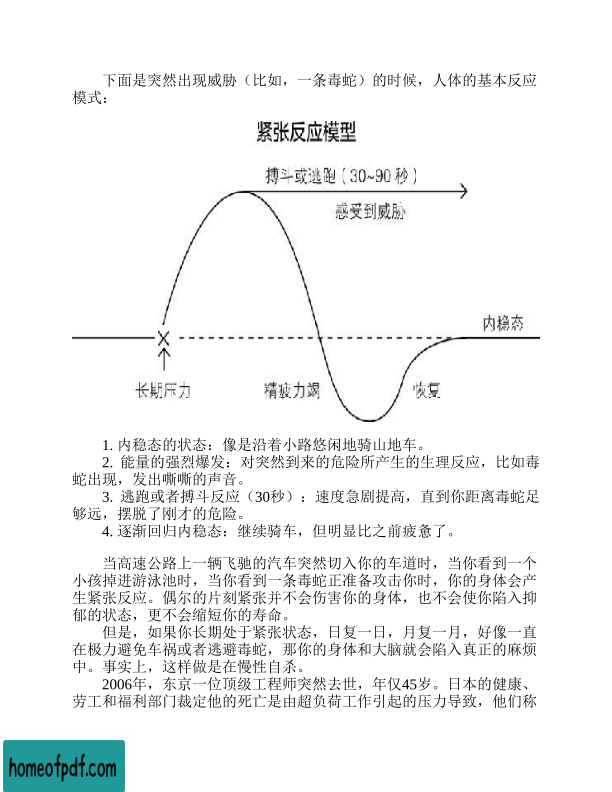 下面是突然出现威胁（比如，一条毒蛇）的时候，人体的基本反应
模式：
紧张反应模型
搏斗或逃跑（30~90秒）
感受到威胁
内稳态
长期压力
精疲力竭
恢复
1. 内稳态的状态：像是沿着小路悠闲地骑山地车。
2. 能量的强烈爆发：对突然到来的危险所产生的生理反应，比如毒
蛇出现，发出嘶嘶的声音。
3. 逃跑或者搏斗反应（30秒）：速度急剧提高，直到你距离毒蛇足
够远，摆脱了刚才的危险。
4. 逐渐回归内稳态：继续骑车，但明显比之前疲惫了。
当高速公路上一辆飞驰的汽车突然切入你的车道时，当你看到一个
小孩掉进游泳池时，当你看到一条毒蛇正准备攻击你时，你的身体会产
生紧张反应。偶尔的片刻紧张并不会伤害你的身体，也不会使你陷入抑
郁的状态，更不会缩短你的寿命。
但是，如果你长期处于紧张状态，日复一日，月复一月，好像一直
在极力避免车祸或者逃避毒蛇，那你的身体和大脑就会陷入真正的麻烦
中。事实上，这样做是在慢性自杀。
2006年，东京一位顶级工程师突然去世，年仅45岁。日本的健康、
劳工和福利部门裁定他的死亡是由超负荷工作引起的压力导致，他们称
homeofpdf.com